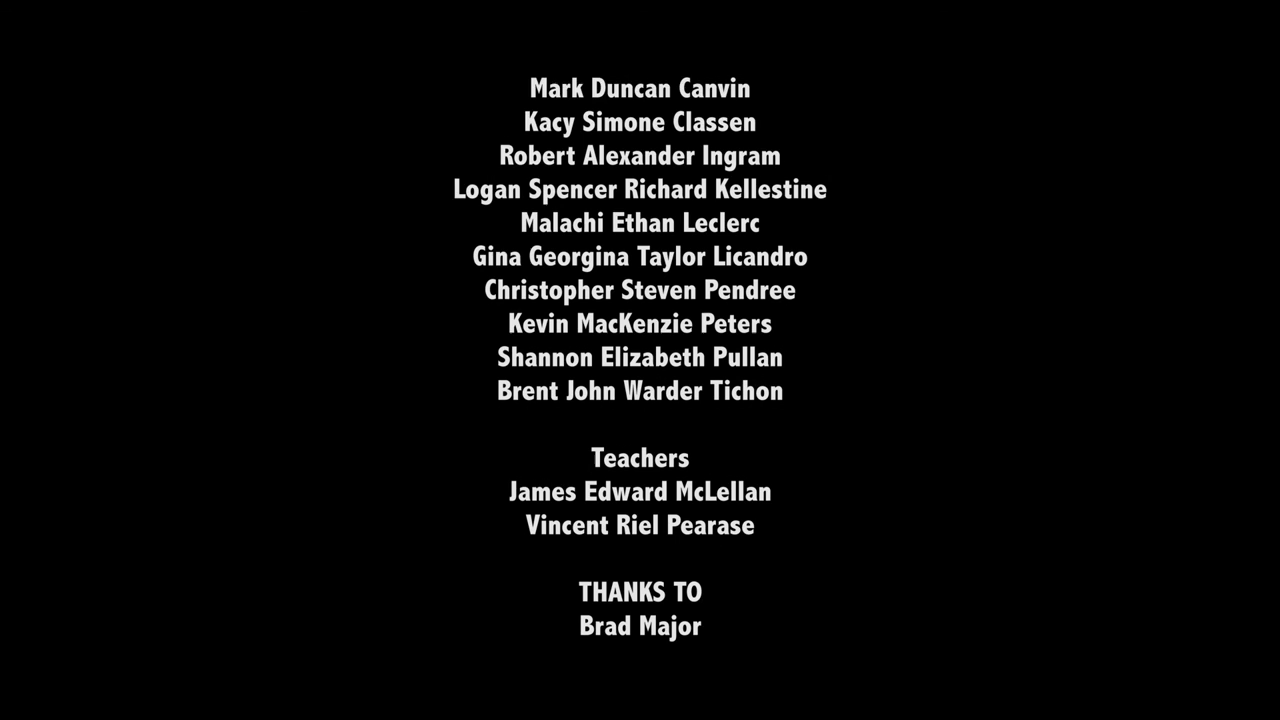 Mark Duncan Canvin
Kacy Simone Classen
Robert Alexander Ingram
Logan Spencer Richard Kellestine
Malachi Ethan Leclerc
Gina Georgina Taylor Licandro
Christopher Steven Pendree
Kevin MacKenzie Peters
Shannon Elizabeth Pullan
Brent John Warder Tichon
Teachers
James Edward McLellan
Vincent Riel Pearase
THANKS TO
Brad Major